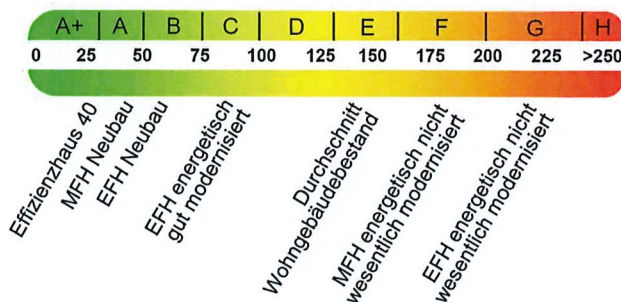 A+ A B C D E F G H
0 25 50 75 100 125 150 175 200 225 >250
Effizienzhaus 40
MFH Neubau
EFH Neubau
EFH energetisch
gut modernisiert
Durchschnitt
Wohngebäudebestand
MFH energetisch nicht
wesentlich modernisiert
EFH energetisch nicht
wesentlich modernisiert